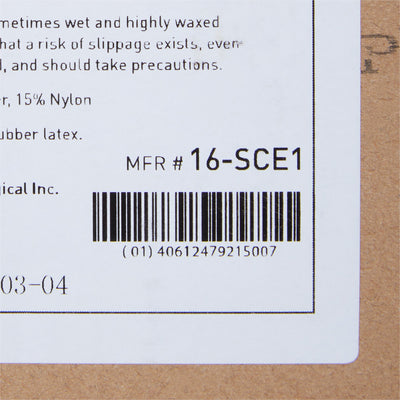 metimes wet and highly waxed
hat a risk of slippage exists, even
, and should take precautions.
r, 15% Nylon
ubber latex.
MFR # 16-SCE1
gical Inc.
(01) 40612479215007
03-04